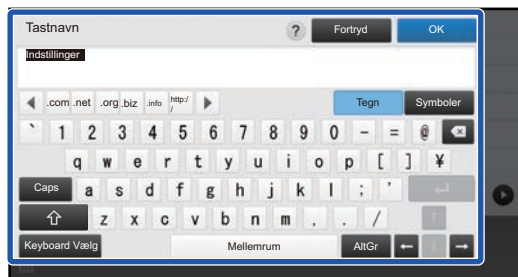 Tastnavn ? Fortryd OK
Indstillinger
.com .net .org .biz .info http:// Tegn Symboler
` 1 2 3 4 5 6 7 8 9 0 - = @
q w e r t y u i o p [ ] ¥
Caps a s d f g h j k l ; '
z x c v b n m , . /
Keyboard Vælg Mellemrum AltGr